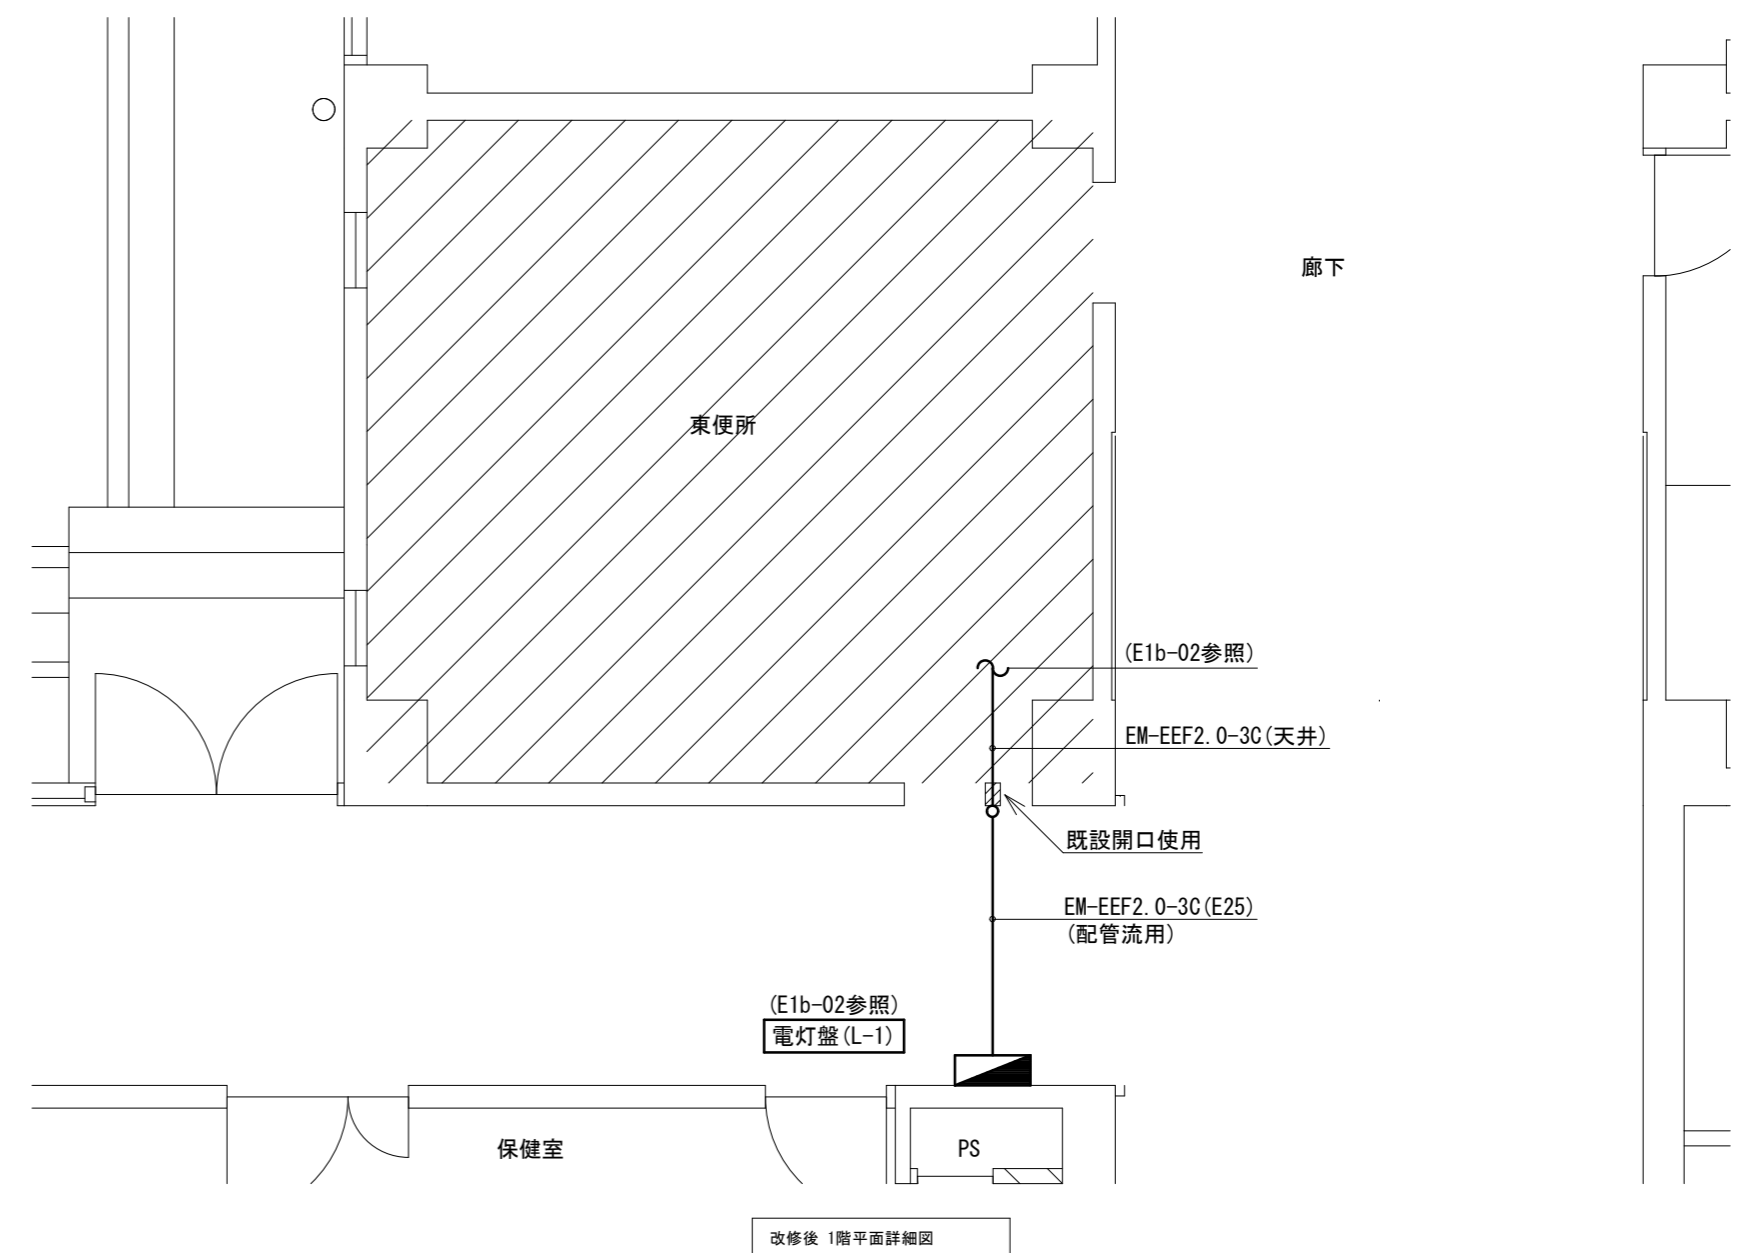 廊下
東便所
(E1b-02参照)
EM-EEF2.0-3C(天井)
既設開口使用
EM-EEF2.0-3C(E25)
(配管流用)
(E1b-02参照)
電灯盤(L-1)
保健室
PS
改修後 1階平面詳細図